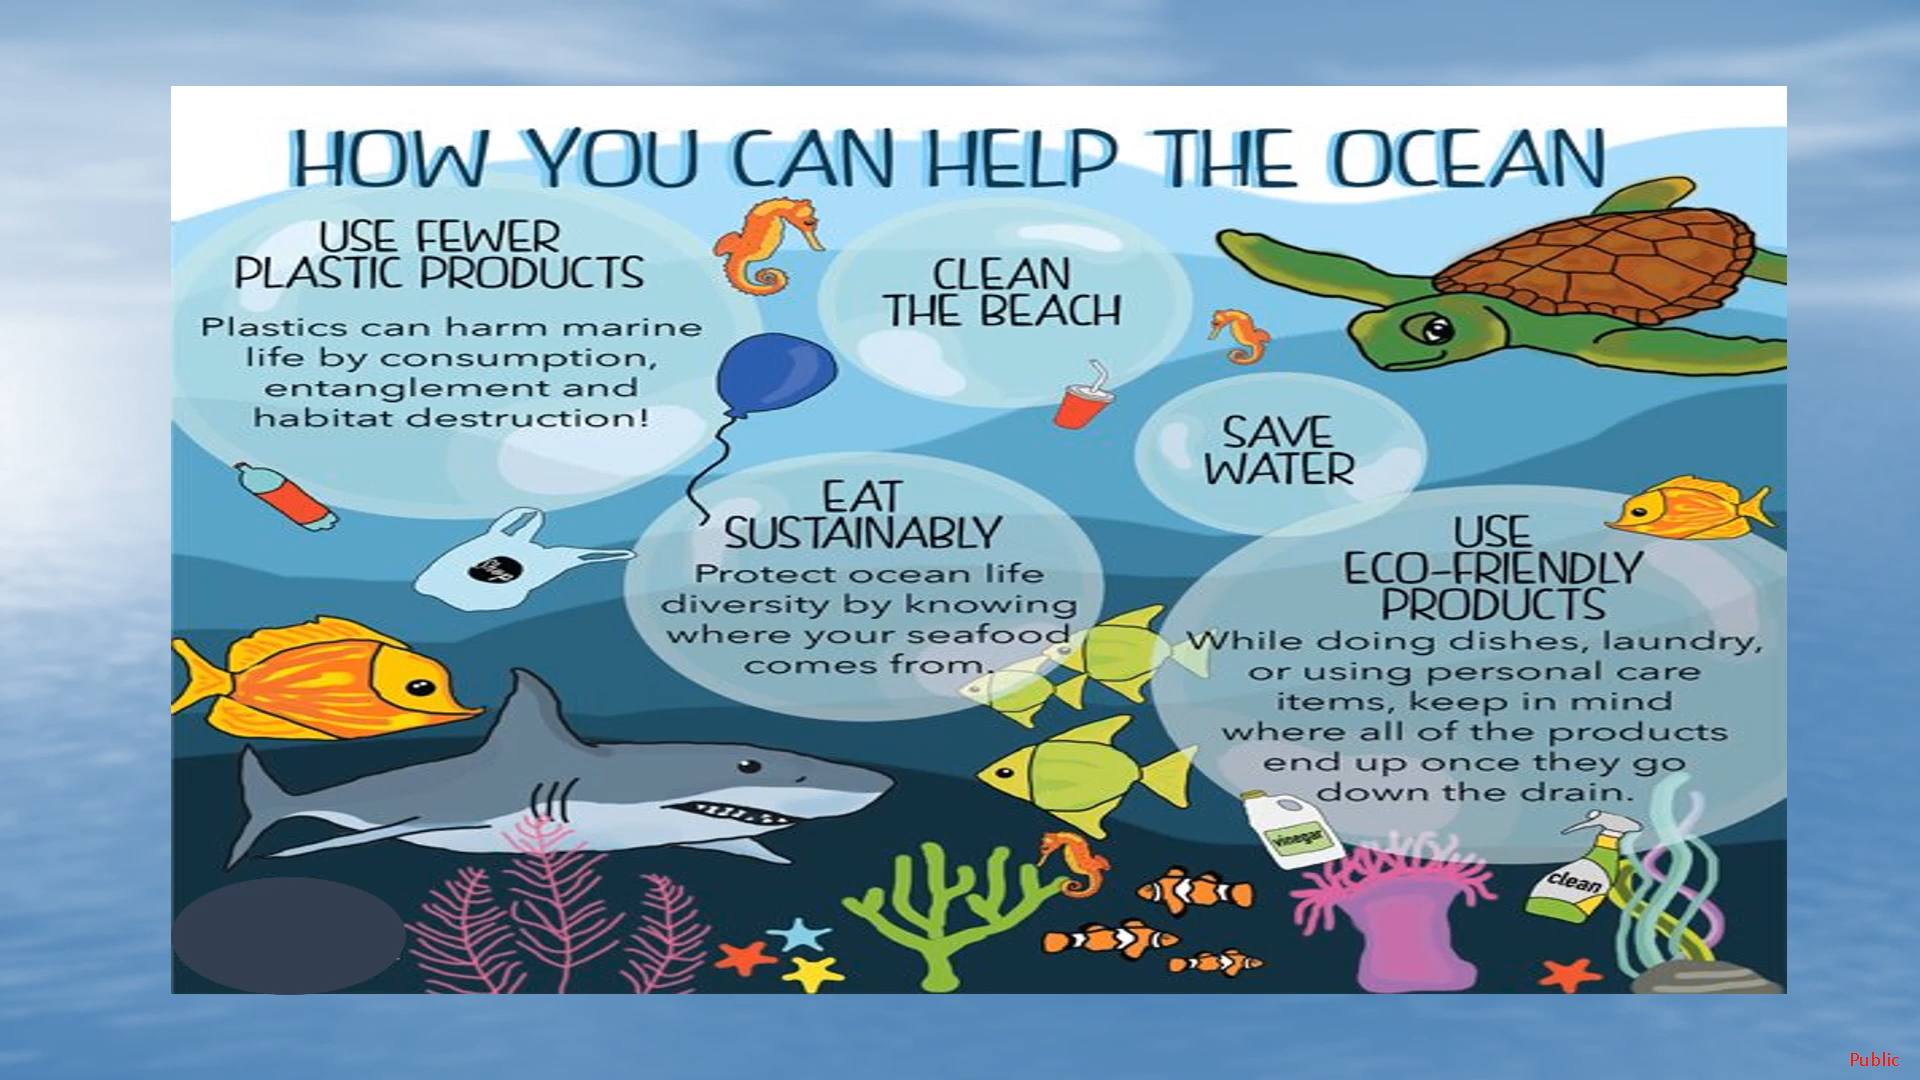 HOW YOU CAN HELP THE OCEAN
USE FEWER
PLASTIC PRODUCTS
Plastics can harm marine
life by consumption,
entanglement and
habitat destruction!
CLEAN
THE BEACH
SAVE
WATER
EAT
SUSTAINABLY
Protect ocean life
diversity by knowing
where your seafood
comes from.
USE
ECO-FRIENDLY
PRODUCTS
While doing dishes, laundry,
or using personal care
items, keep in mind
where all of the products
end up once they go
down the drain.
Shop
vinegar
clean
Public